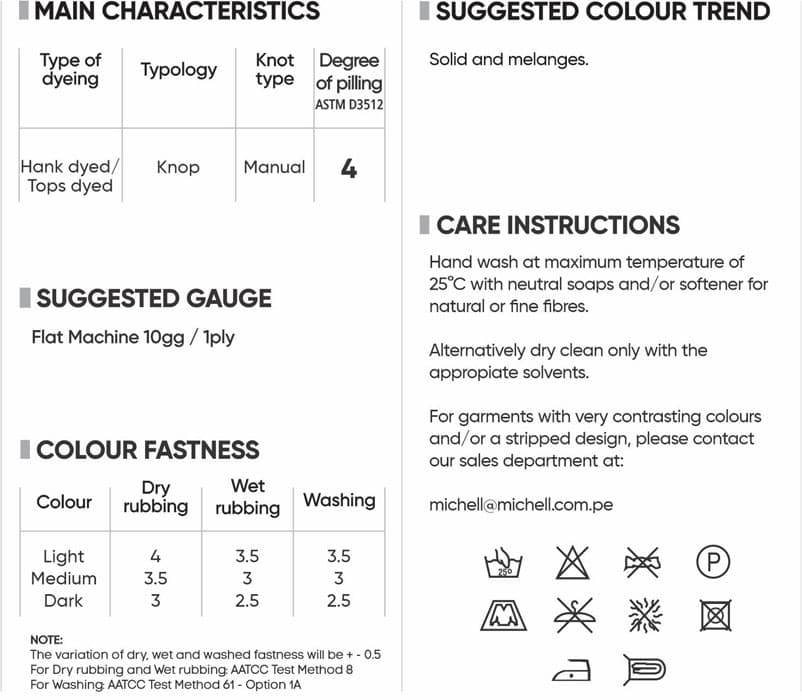 MAIN CHARACTERISTICS
Type of dyeing Typology Knot type Degree of pilling ASTM D3512
Hank dyed/ Tops dyed Knop Manual 4
SUGGESTED GAUGE
Flat Machine 10gg / 1ply
COLOUR FASTNESS
Colour Dry rubbing Wet rubbing Washing
Light 4 3.5 3.5
Medium 3.5 3 3
Dark 3 2.5 2.5
NOTE:
The variation of dry, wet and washed fastness will be + - 0.5
For Dry rubbing and Wet rubbing: AATCC Test Method 8
For Washing: AATCC Test Method 61 - Option 1A
SUGGESTED COLOUR TREND
Solid and melanges.
CARE INSTRUCTIONS
Hand wash at maximum temperature of
25°C with neutral soaps and/or softener for
natural or fine fibres.
Alternatively dry clean only with the
appropiate solvents.
For garments with very contrasting colours
and/or a stripped design, please contact
our sales department at:
michell@michell.com.pe
25º
P